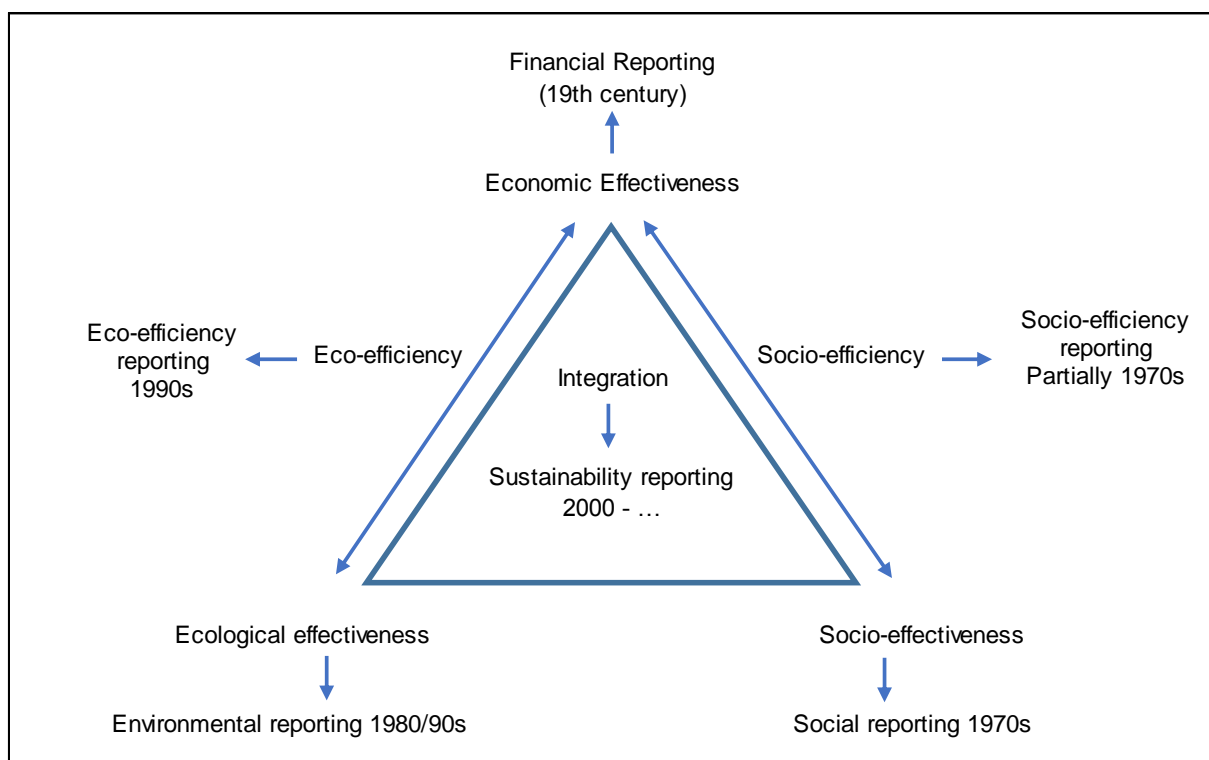 Financial Reporting
(19th century)
Economic Effectiveness
Eco-efficiency
reporting
1990s
Eco-efficiency
Integration
Sustainability reporting
2000 - …
Socio-efficiency
Socio-efficiency
reporting
Partially 1970s
Ecological effectiveness
Socio-effectiveness
Environmental reporting 1980/90s
Social reporting 1970s